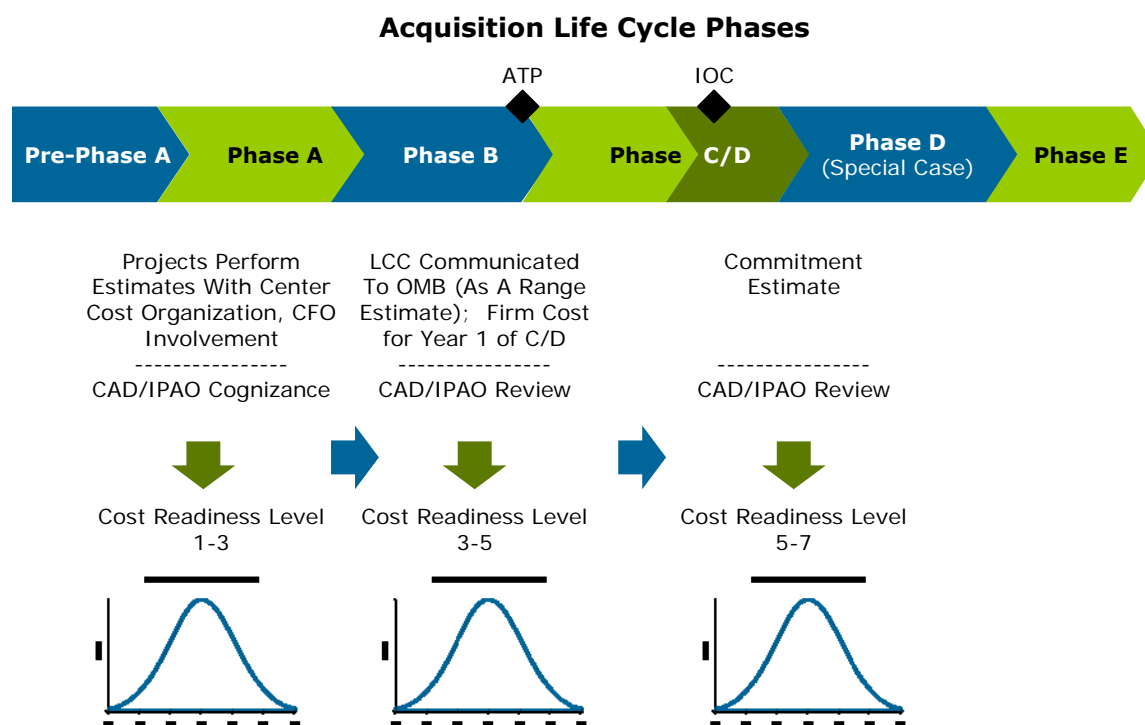 Acquisition Life Cycle Phases
ATP
IOC
Pre-Phase A
Phase A
Phase B
Phase C/D
Phase D
(Special Case)
Phase E
Projects Perform
Estimates With Center
Cost Organization, CFO
Involvement
----------------
CAD/IPAO Cognizance
LCC Communicated
To OMB (As A Range
Estimate);  Firm Cost
for Year 1 of C/D
----------------
CAD/IPAO Review
Commitment
Estimate
----------------
CAD/IPAO Review
Cost Readiness Level
1-3
Cost Readiness Level
3-5
Cost Readiness Level
5-7